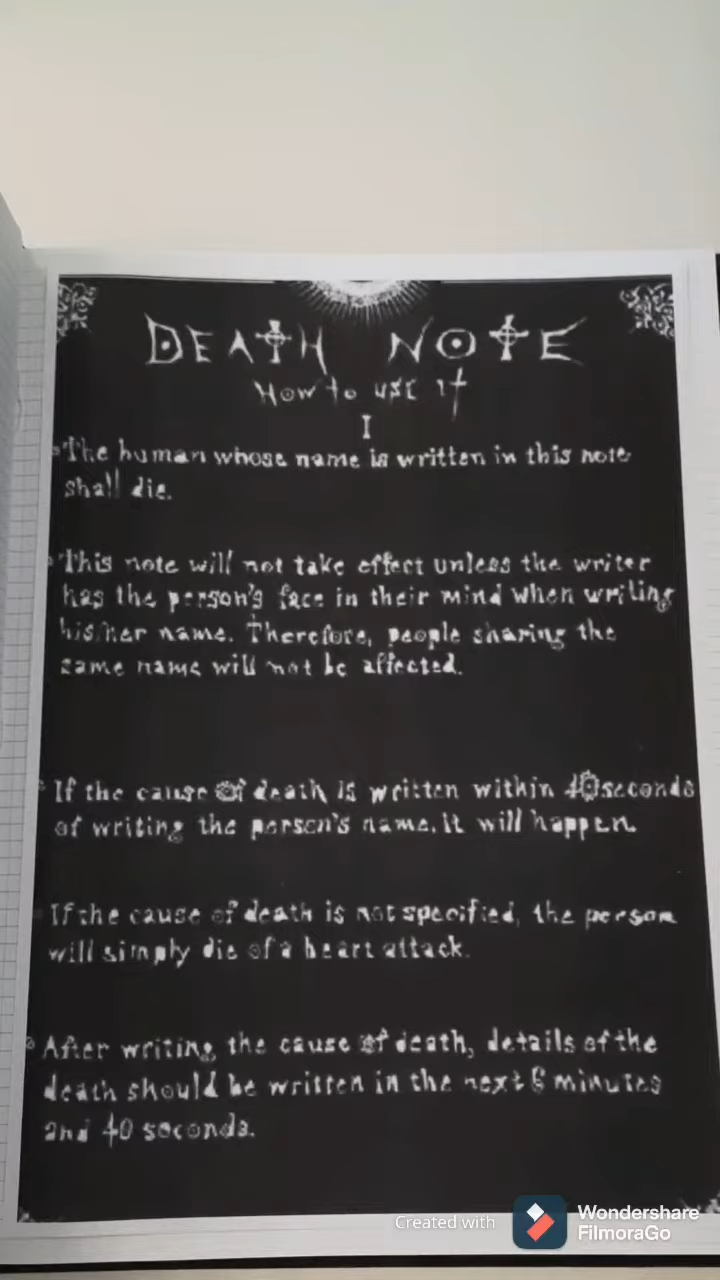 DEATH NOTE
How to use it
I
The human whose name is written in this note
shall die.
This note will not take effect unless the writer
has the person's face in their mind when writing
his/her name. Therefore, people sharing the
same name will not be affected.
If the cause of death is written within 40 seconds
of writing the person's name, it will happen.
If the cause of death is not specified, the person
will simply die of a heart attack.
After writing the cause of death, details of the
death should be written in the next 6 minutes
and 40 seconds.
Created with Wondershare
FilmoraGo